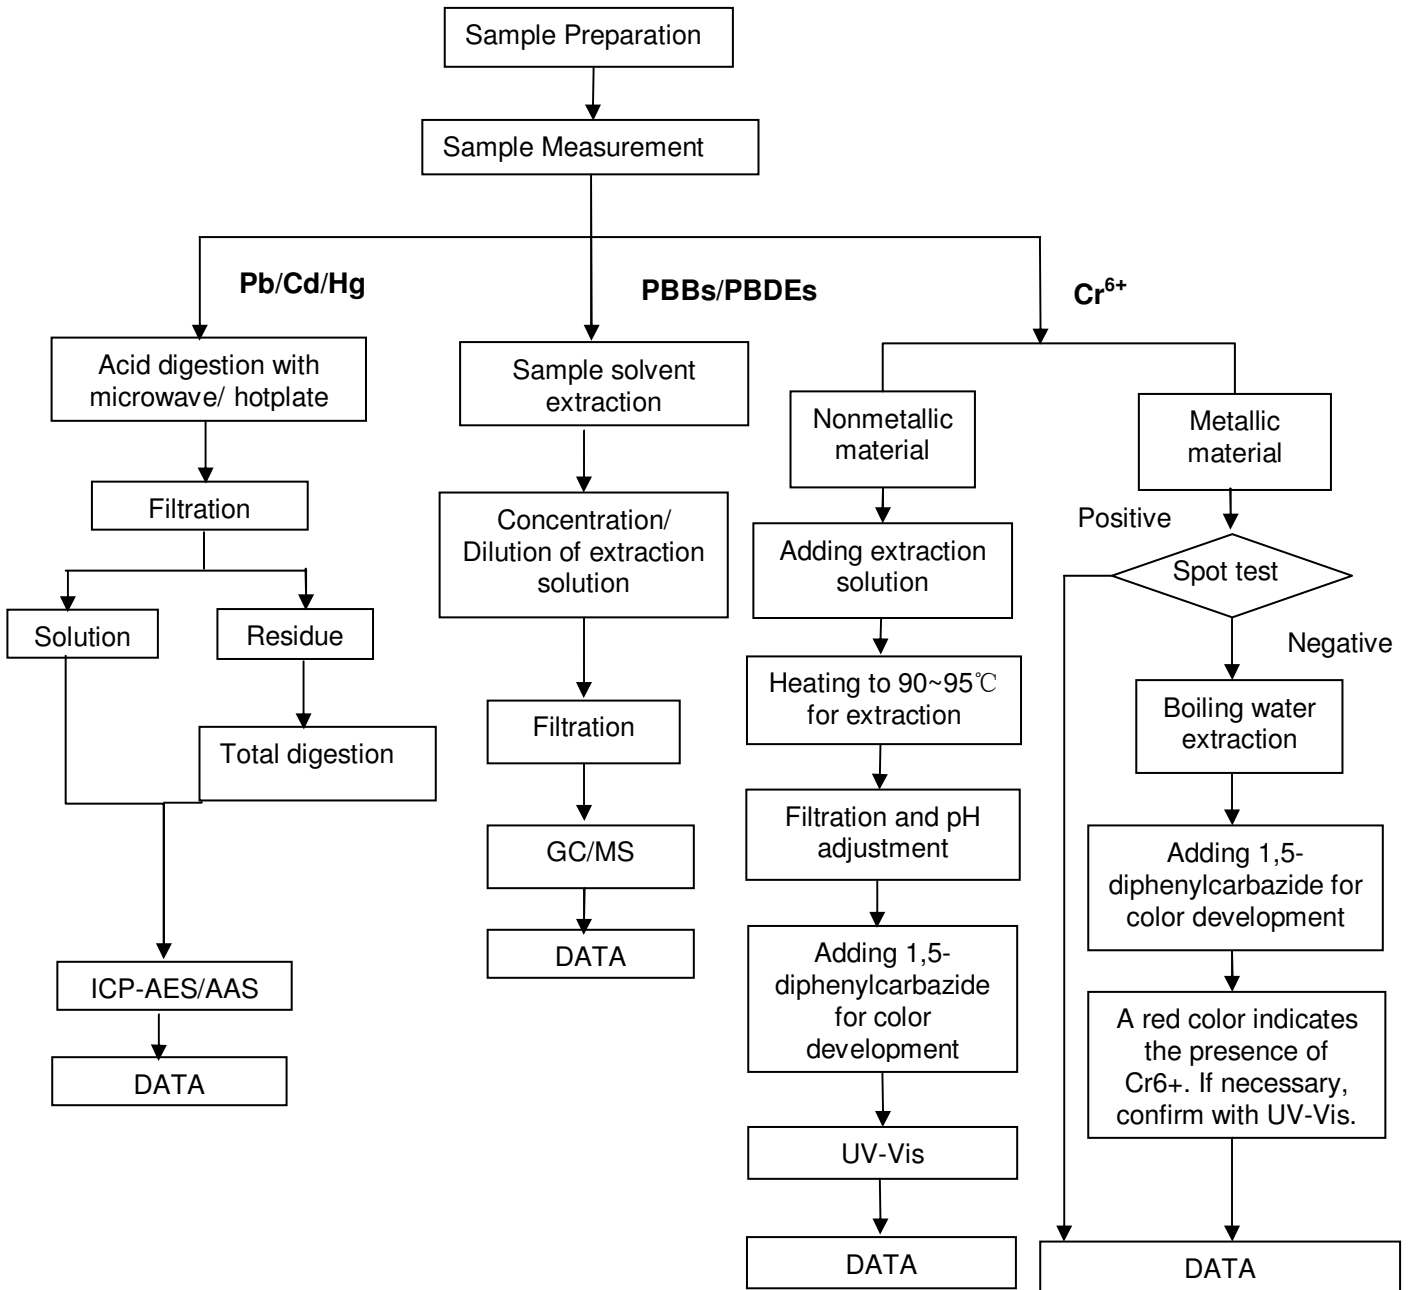 Sample Preparation
Sample Measurement
Pb/Cd/Hg
Acid digestion with
microwave/ hotplate
Filtration
Solution
Residue
Total digestion
ICP-AES/AAS
DATA
PBBs/PBDEs
Sample solvent
extraction
Concentration/
Dilution of extraction
solution
Filtration
GC/MS
DATA
Cr6+
Nonmetallic
material
Adding extraction
solution
Heating to 90~95℃
for extraction
Filtration and pH
adjustment
Adding 1,5-
diphenylcarbazide
for color
development
UV-Vis
DATA
Metallic
material
Positive
Spot test
Negative
Boiling water
extraction
Adding 1,5-
diphenylcarbazide for
color development
A red color indicates
the presence of
Cr6+. If necessary,
confirm with UV-Vis.
DATA